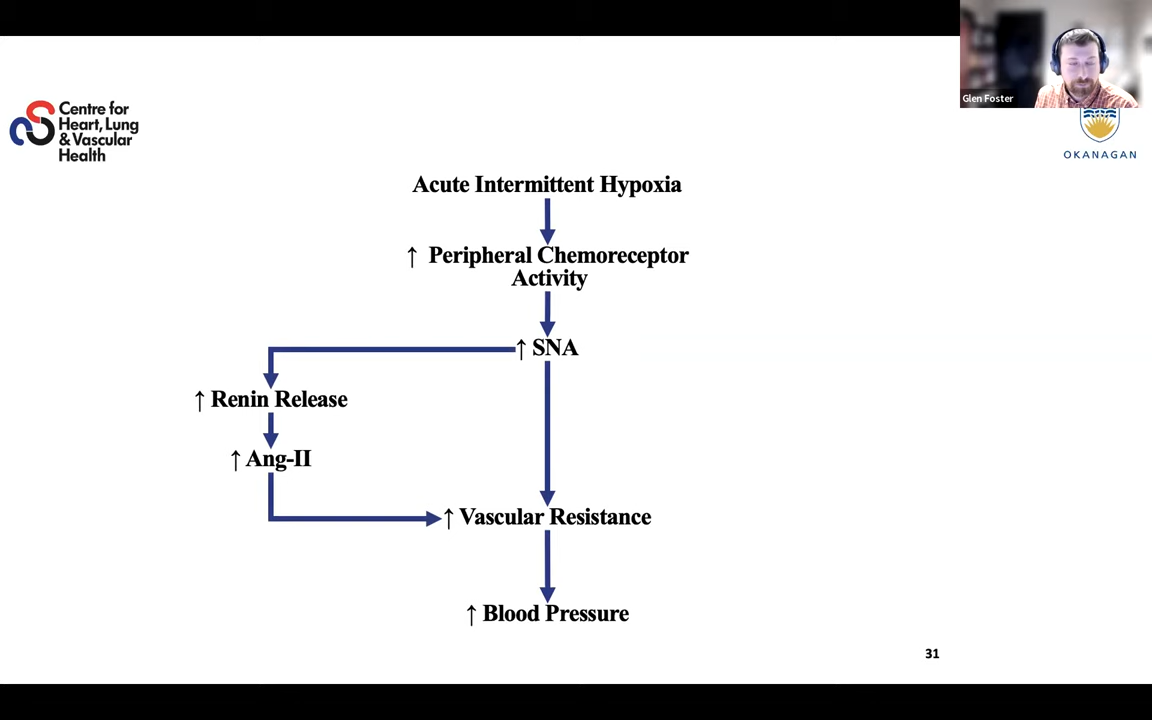 Glen Foster
Centre for
Heart, Lung
& Vascular
Health
OKANAGAN
Acute Intermittent Hypoxia
↑ Peripheral Chemoreceptor
Activity
↑ SNA
↑ Renin Release
↑ Ang-II
↑ Vascular Resistance
↑ Blood Pressure
31